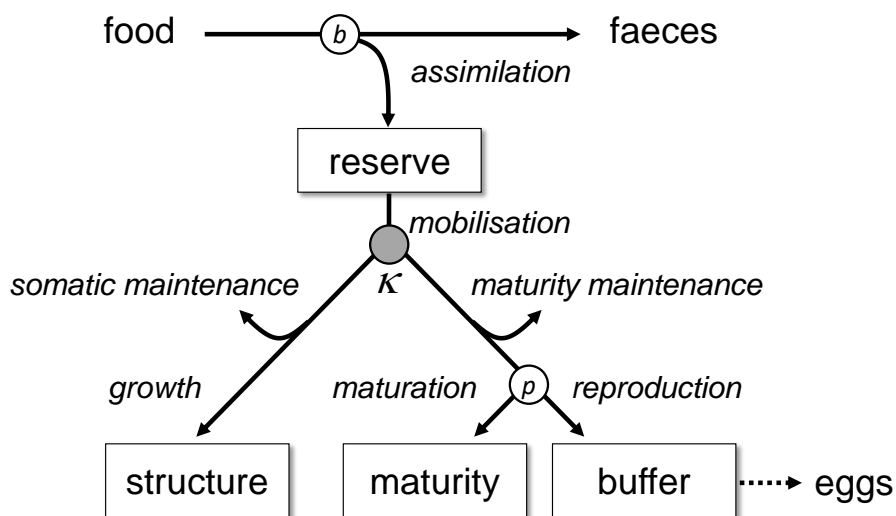 food
b
faeces
assimilation
reserve
mobilisation
κ
somatic maintenance
maturity maintenance
growth
maturation
p
reproduction
structure
maturity
buffer
eggs